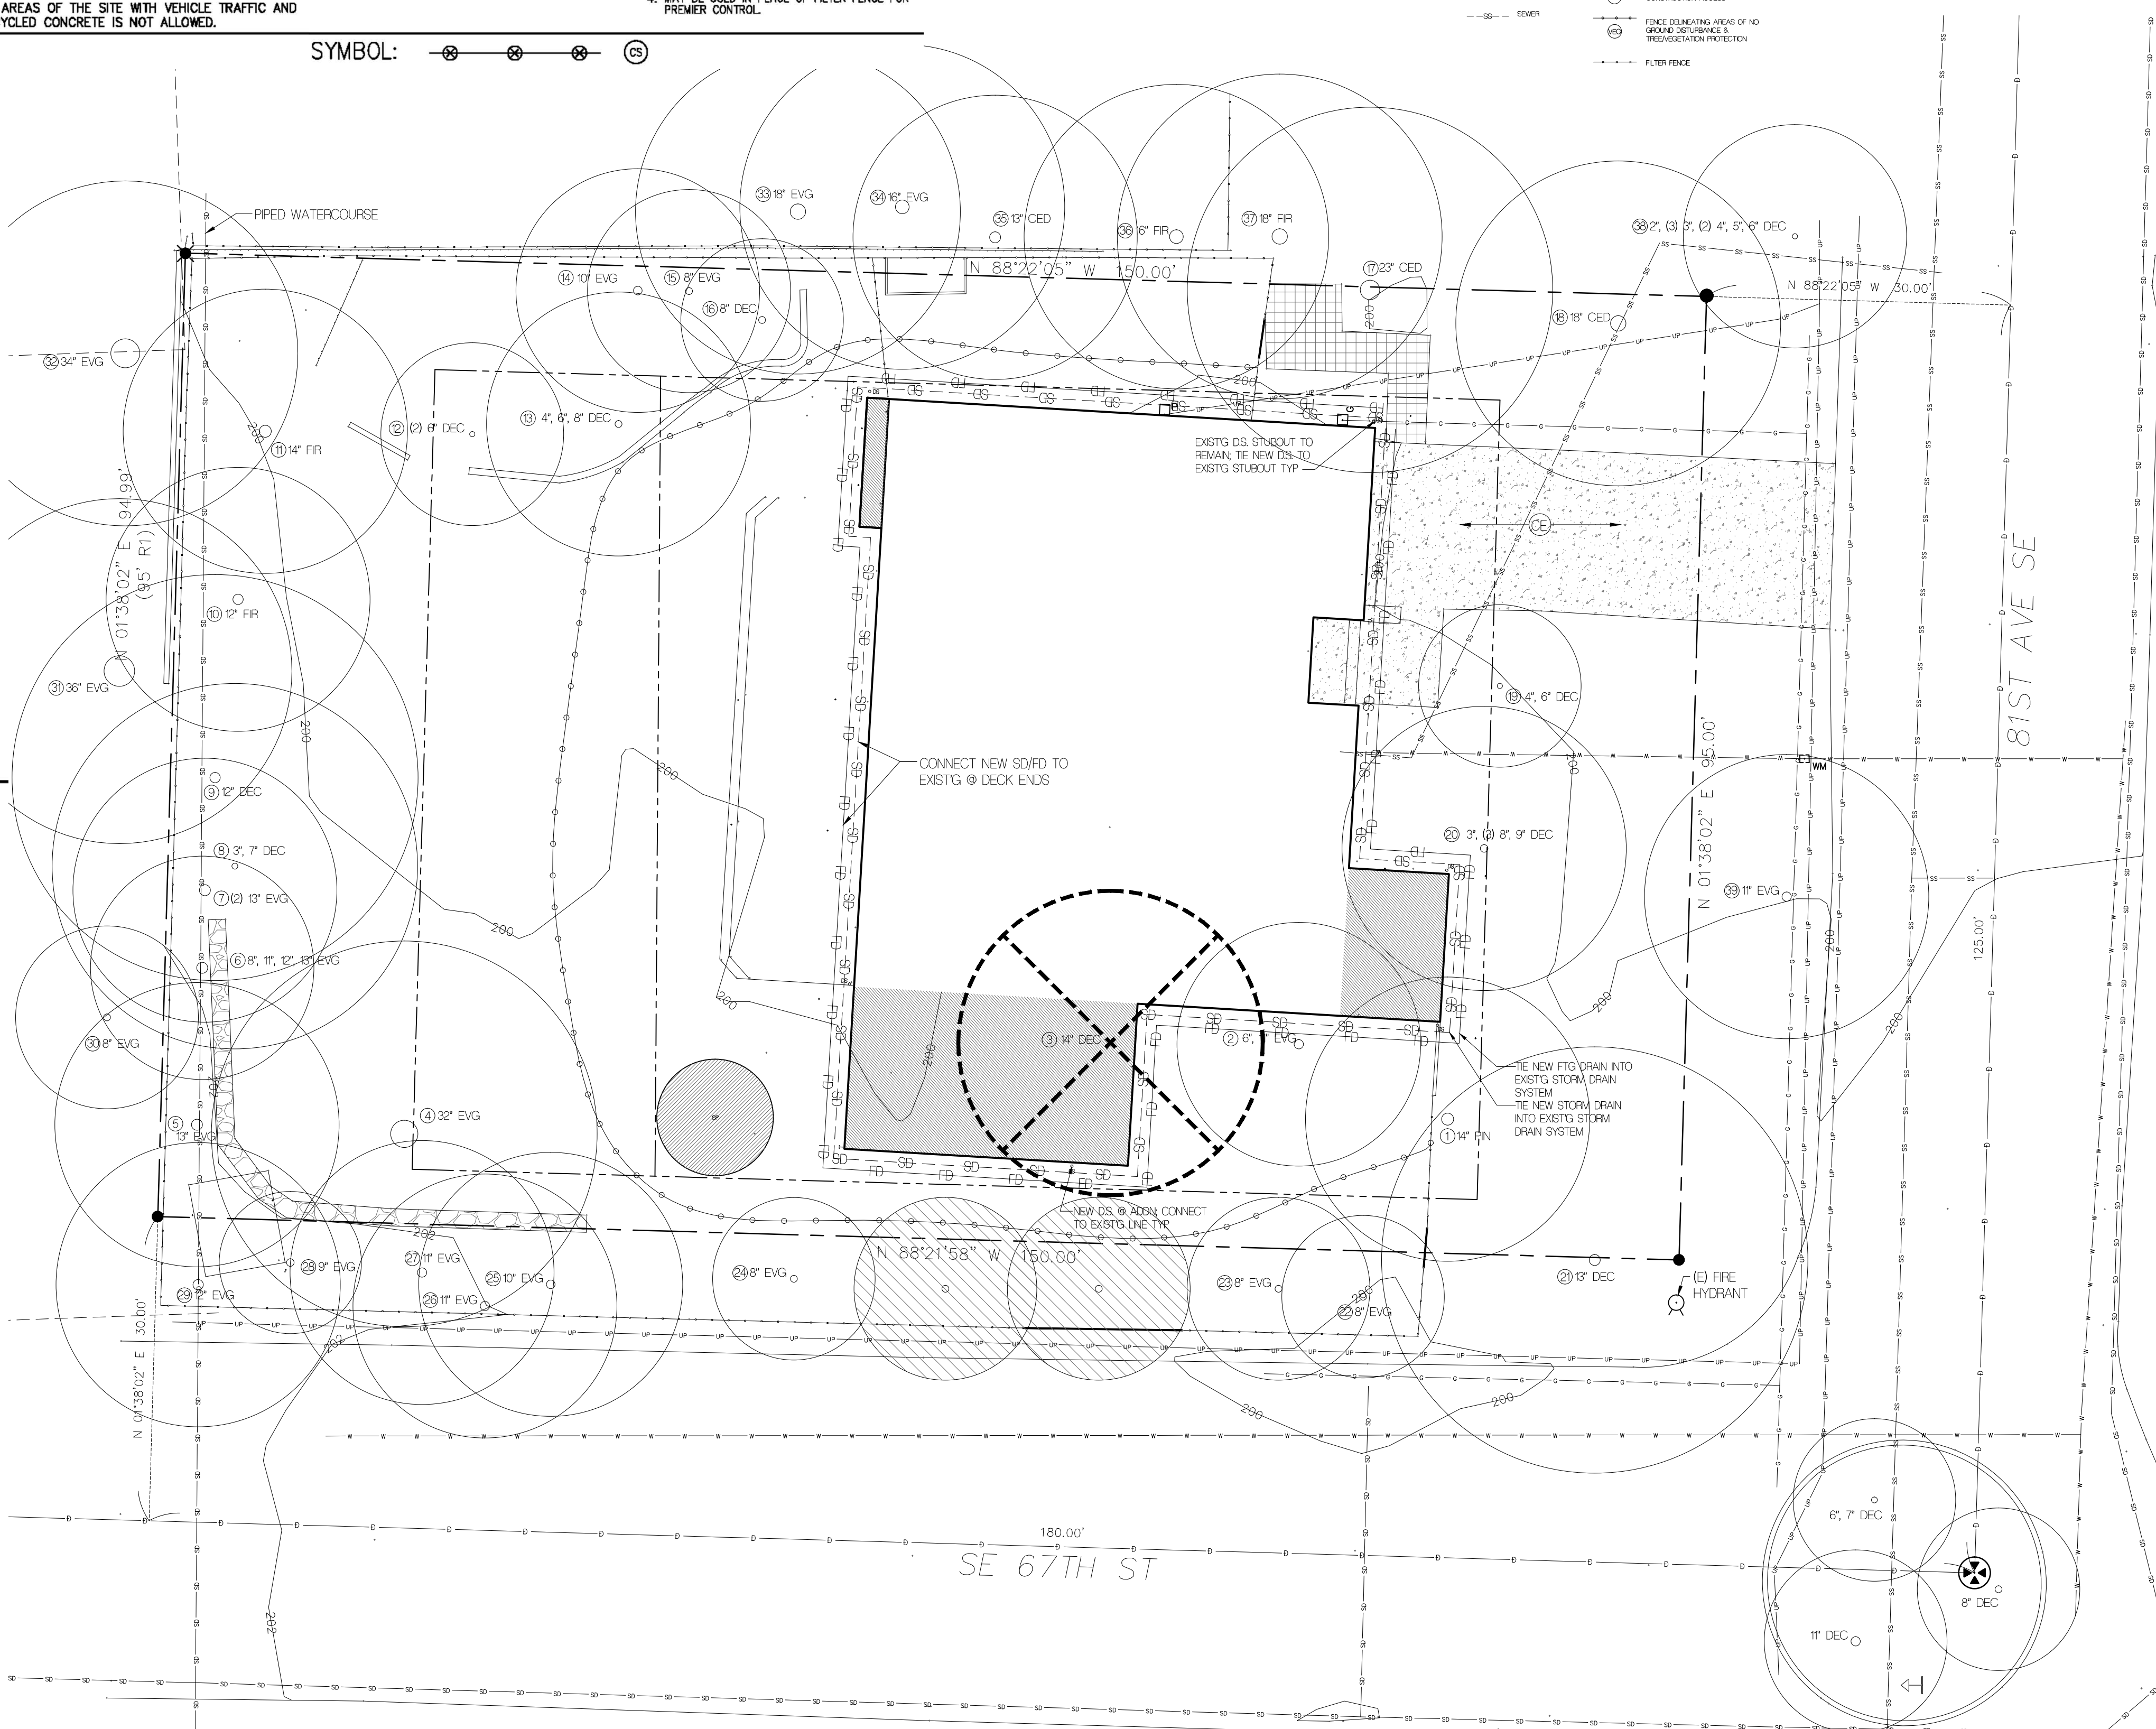 AREAS OF THE SITE WITH VEHICLE TRAFFIC AND
YCLED CONCRETE IS NOT ALLOWED.
PREMIER CONTROL.
SYMBOL:
CS
—SS— SEWER
VEG
FENCE DELINEATING AREAS OF NO
GROUND DISTURBANCE &
TREE/VEGETATION PROTECTION
FILTER FENCE
PIPED WATERCOURSE
33 18" EVG
34 16" EVG
35 13" CED
36 16" FIR
37 18" FIR
38 2", (3) 3", (2) 4", 5", 6" DEC
N 88°22'05" W 150.00'
N 88°22'05" W 30.00'
14 10" EVG
15 8" EVG
16 8" DEC
17 23" CED
18 18" CED
32 34" EVG
12 (2) 6" DEC
13 4", 6", 8" DEC
11 14" FIR
EXIST'G D.S. STUBOUT TO
REMAIN; TIE NEW D.S. TO
EXIST'G STUBOUT TYP
CE
N 01°38'02" E 94.99'
(95' R1)
10 12" FIR
31 36" EVG
19 4", 6" DEC
81ST AVE SE
N 01°38'02" E 95.00'
WM
CONNECT NEW SD/FD TO
EXIST'G @ DECK ENDS
9 12" DEC
20 3", (3) 8", 9" DEC
8 3", 7" DEC
7 (2) 13" EVG
39 11" EVG
125.00'
6 8", 11", 12", 13" EVG
30 8" EVG
3 14" DEC
2 6", EVG
TIE NEW FTG DRAIN INTO
EXIST'G STORM DRAIN
SYSTEM
TIE NEW STORM DRAIN
INTO EXIST'G STORM
DRAIN SYSTEM
4 32" EVG
5
13" EVG
SP
1 14" PIN
NEW D.S. @ ADD'N; CONNECT
TO EXIST'G LINE TYP
N 88°21'58" W 150.00'
28 9" EVG
27 11" EVG
25 10" EVG
26 11" EVG
24 8" EVG
23 8" EVG
22 8" EVG
21 13" DEC
29 12" EVG
(E) FIRE
HYDRANT
N 01°38'02" E 30.00'
180.00'
SE 67TH ST
6", 7" DEC
8" DEC
11" DEC